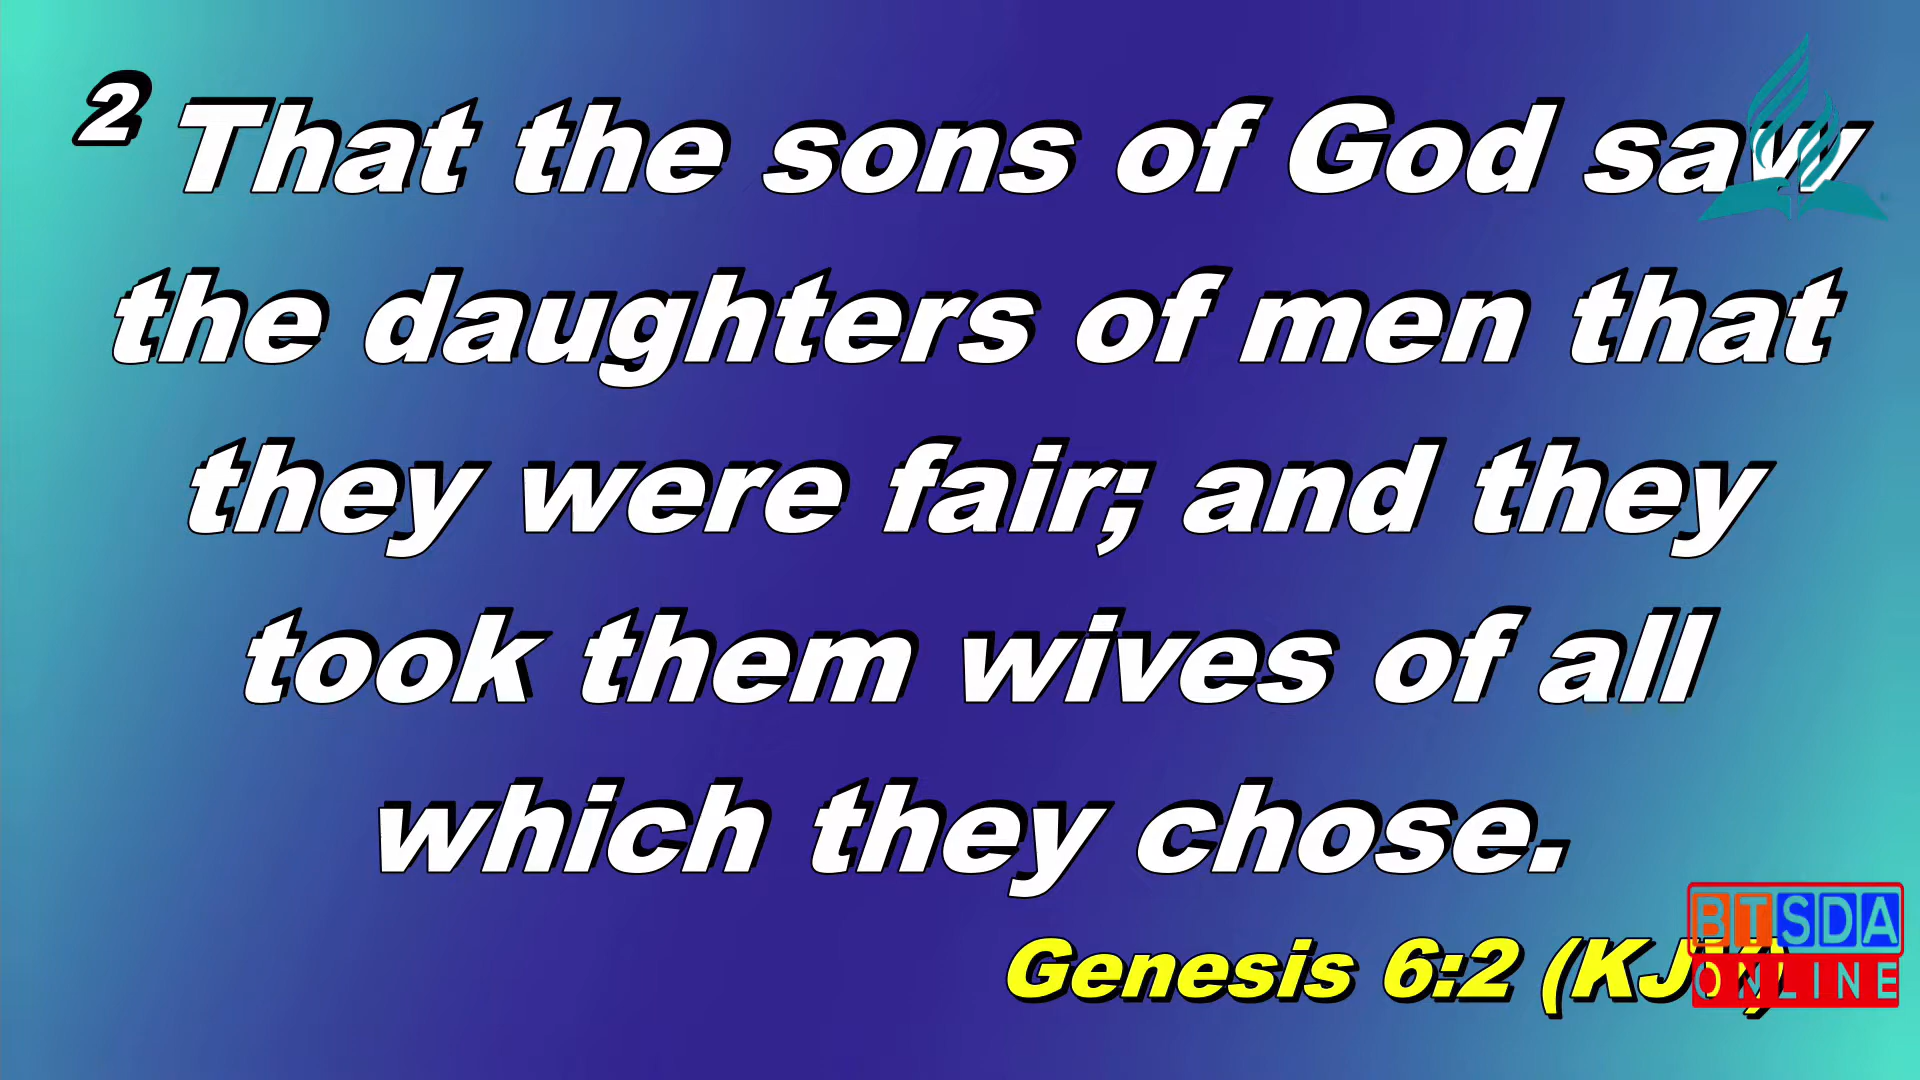 2 That the sons of God saw
the daughters of men that
they were fair; and they
took them wives of all
which they chose.
Genesis 6:2 (KJV)
BTSDA
ONLINE